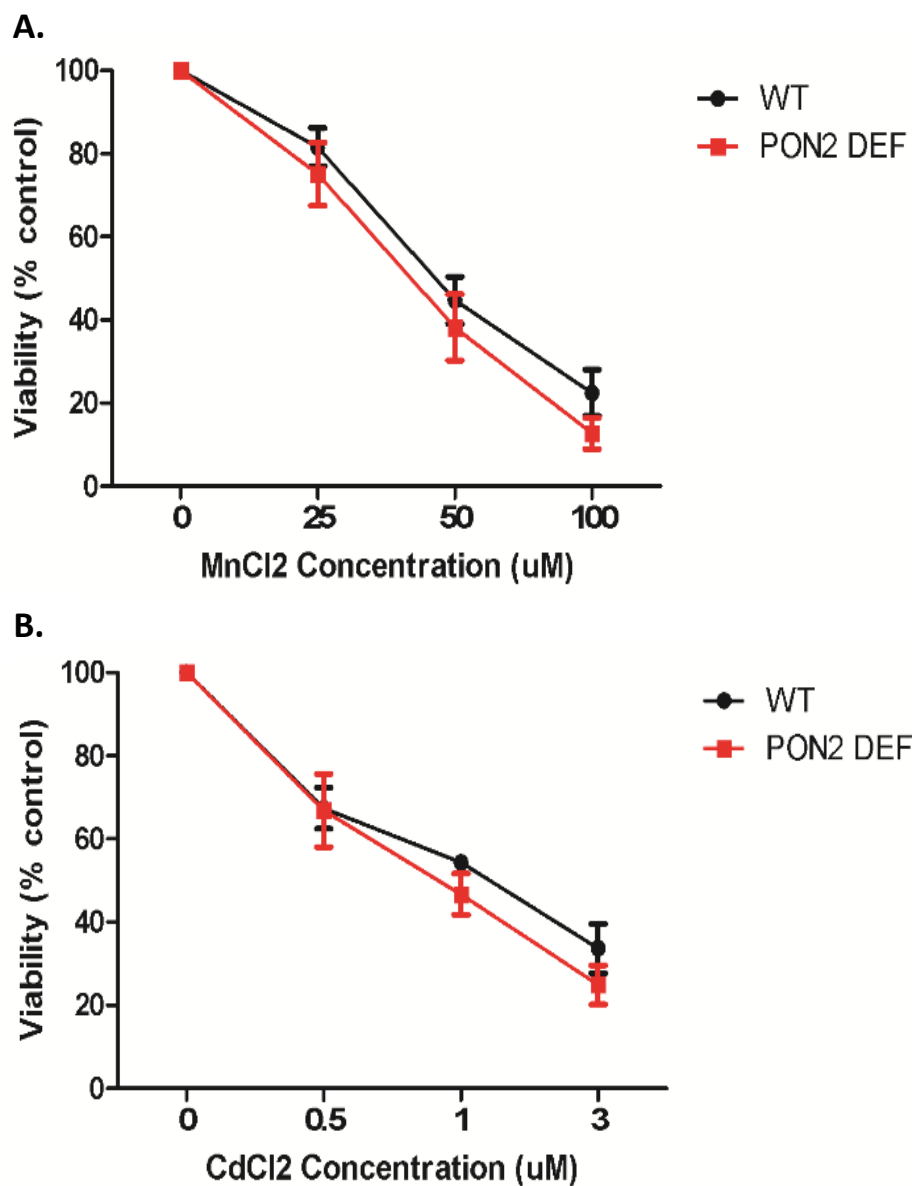 A.
Viability (% control)
100
80
60
40
20
0
0 25 50 100
MnCl2 Concentration (uM)
WT
PON2 DEF
B.
Viability (% control)
100
80
60
40
20
0
0 0.5 1 3
CdCl2 Concentration (uM)
WT
PON2 DEF